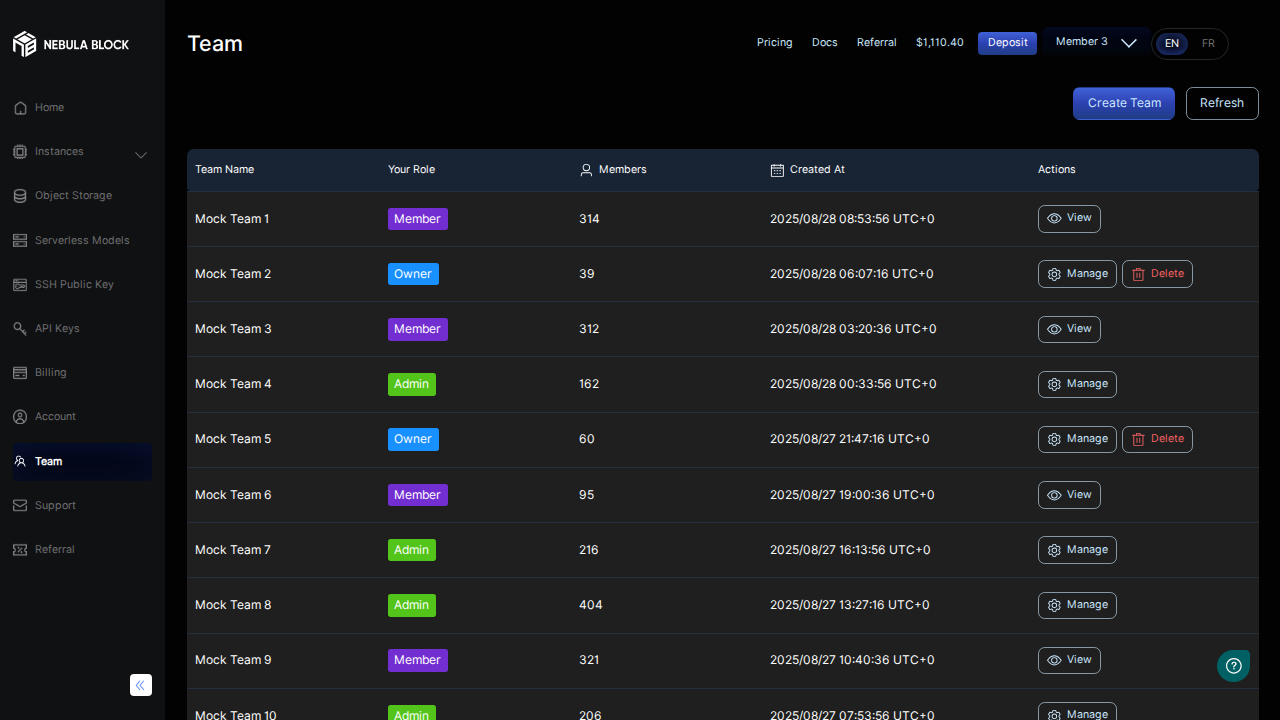 NEBULA BLOCK
Home
Instances
Object Storage
Serverless Models
SSH Public Key
API Keys
Billing
Account
Team
Support
Referral
Team
Pricing Docs Referral $1,110.40 Deposit Member 3 EN FR
Create Team Refresh
Team Name Your Role Members Created At Actions
Mock Team 1 Member 314 2025/08/28 08:53:56 UTC+0 View
Mock Team 2 Owner 39 2025/08/28 06:07:16 UTC+0 Manage Delete
Mock Team 3 Member 312 2025/08/28 03:20:36 UTC+0 View
Mock Team 4 Admin 162 2025/08/28 00:33:56 UTC+0 Manage
Mock Team 5 Owner 60 2025/08/27 21:47:16 UTC+0 Manage Delete
Mock Team 6 Member 95 2025/08/27 19:00:36 UTC+0 View
Mock Team 7 Admin 216 2025/08/27 16:13:56 UTC+0 Manage
Mock Team 8 Admin 404 2025/08/27 13:27:16 UTC+0 Manage
Mock Team 9 Member 321 2025/08/27 10:40:36 UTC+0 View
Mock Team 10 Admin 206 2025/08/27 07:53:56 UTC+0 Manage